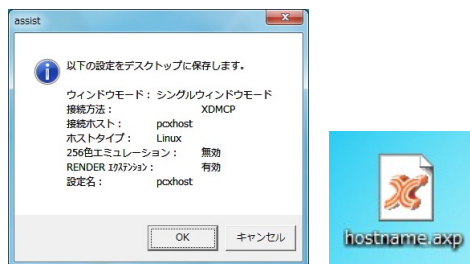 assist
以下の設定をデスクトップに保存します。
ウィンドウモード： シングルウィンドウモード
接続方法： XDMCP
接続ホスト： pcxhost
ホストタイプ： Linux
256色エミュレーション： 無効
RENDER ｴｸｽﾃﾝｼｮﾝ： 有効
設定名： pcxhost
OK キャンセル
hostname.axp